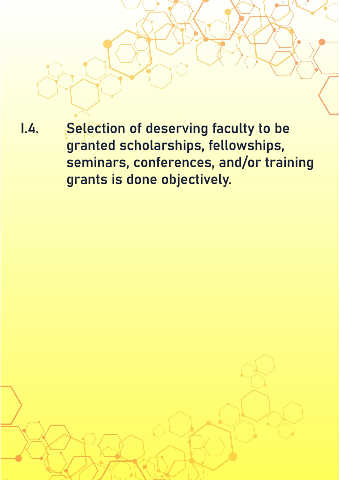 I.4. Selection of deserving faculty to be
granted scholarships, fellowships,
seminars, conferences, and/or training
grants is done objectively.